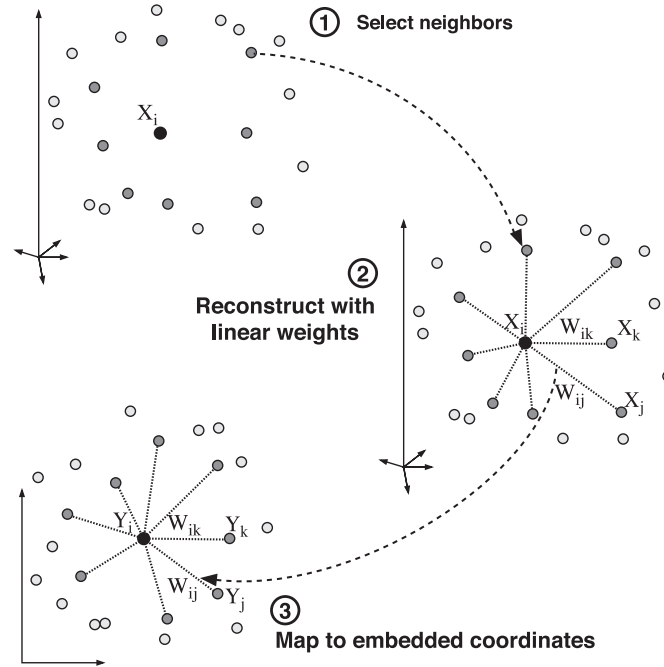 1 Select neighbors
X_i
2
Reconstruct with
linear weights
X_i
W_ik
X_k
W_ij
X_j
Y_i
W_ik
Y_k
W_ij
Y_j
3
Map to embedded coordinates